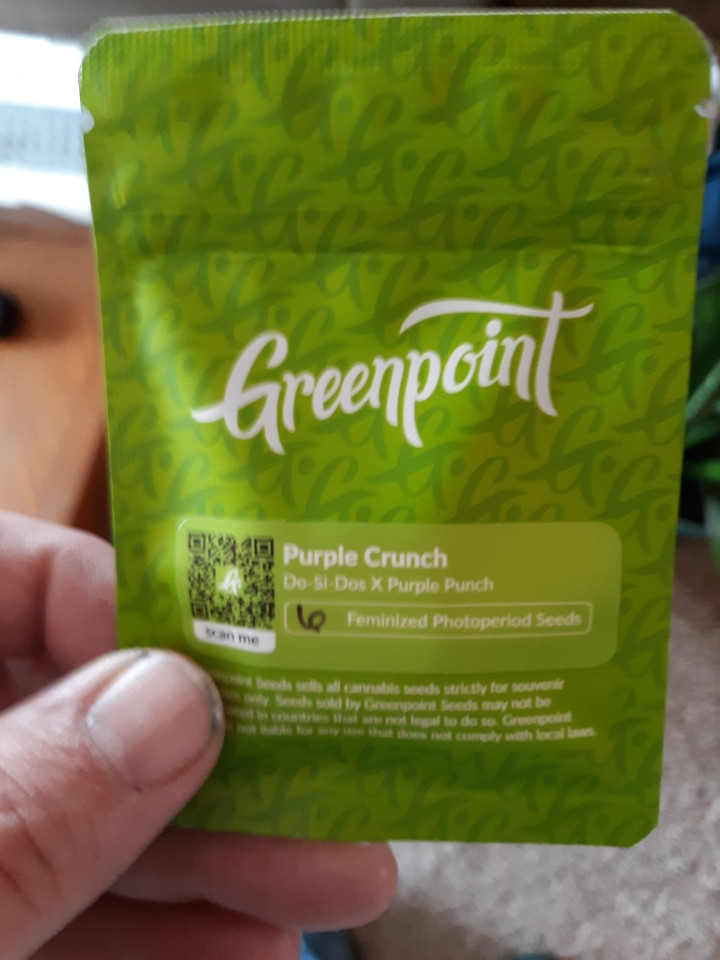 Greenpoint
Purple Crunch
Do-Si-Dos X Purple Punch
6 Feminized Photoperiod Seeds
scan me
Seeds sells all cannabis seeds strictly for souvenir
only. Seeds sold by Greenpoint Seeds may not be
in countries that are not legal to do so. Greenpoint
not liable for any use that does not comply with local laws.